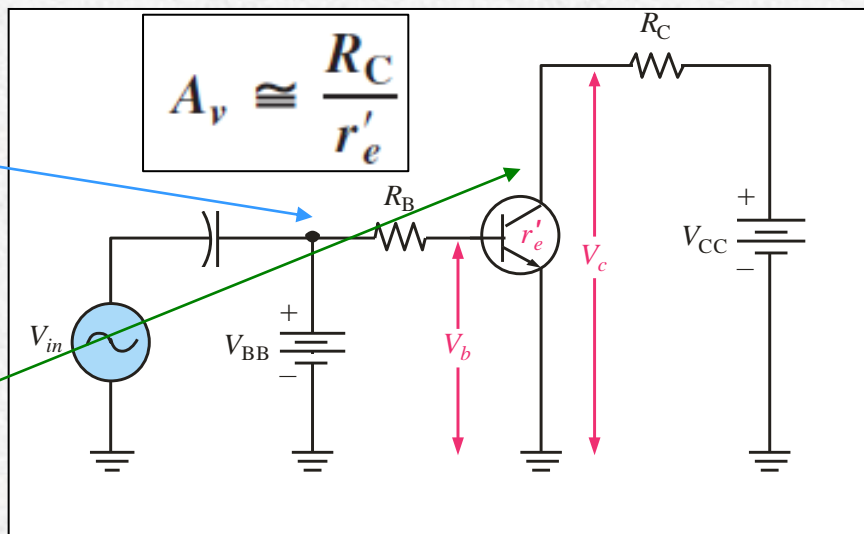 R_C
A_v ≅ R_C / r'_e
R_B
r'_e
+
V_CC
−
V_c
+
V_in
V_BB
−
V_b